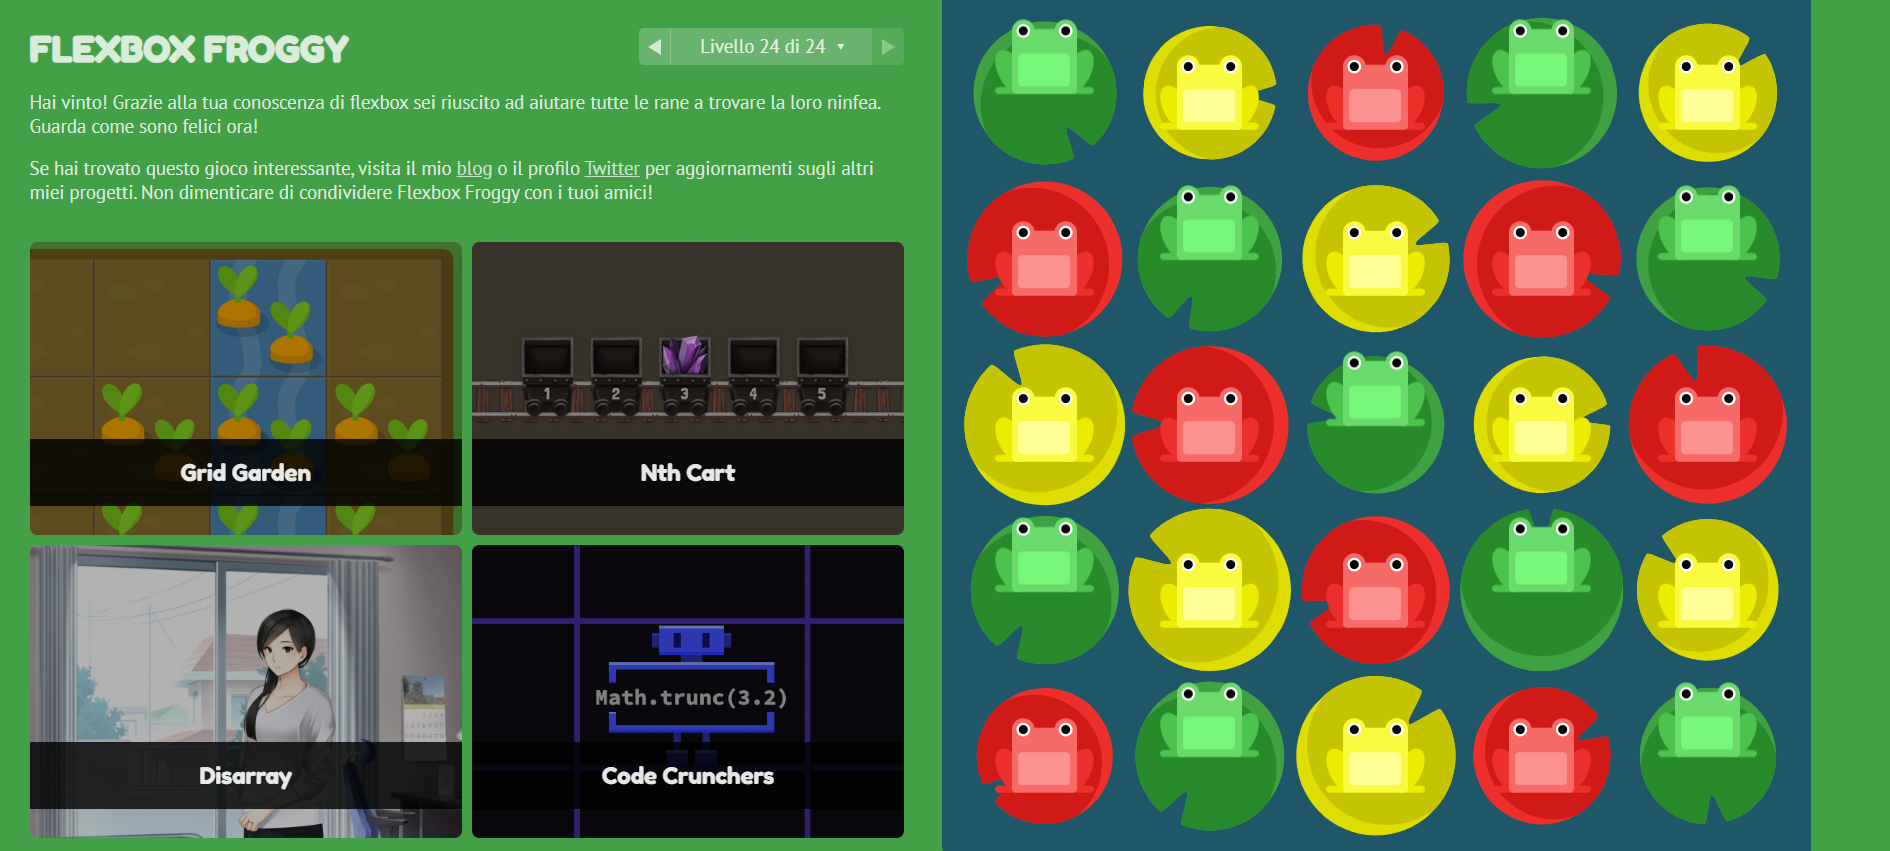 FLEXBOX FROGGY
Livello 24 di 24
Hai vinto! Grazie alla tua conoscenza di flexbox sei riuscito ad aiutare tutte le rane a trovare la loro ninfea.
Guarda come sono felici ora!
Se hai trovato questo gioco interessante, visita il mio blog o il profilo Twitter per aggiornamenti sugli altri
miei progetti. Non dimenticare di condividere Flexbox Froggy con i tuoi amici!
1 2 3 4 5
Grid Garden
Nth Cart
Math.trunc(3.2)
Disarray
Code Crunchers